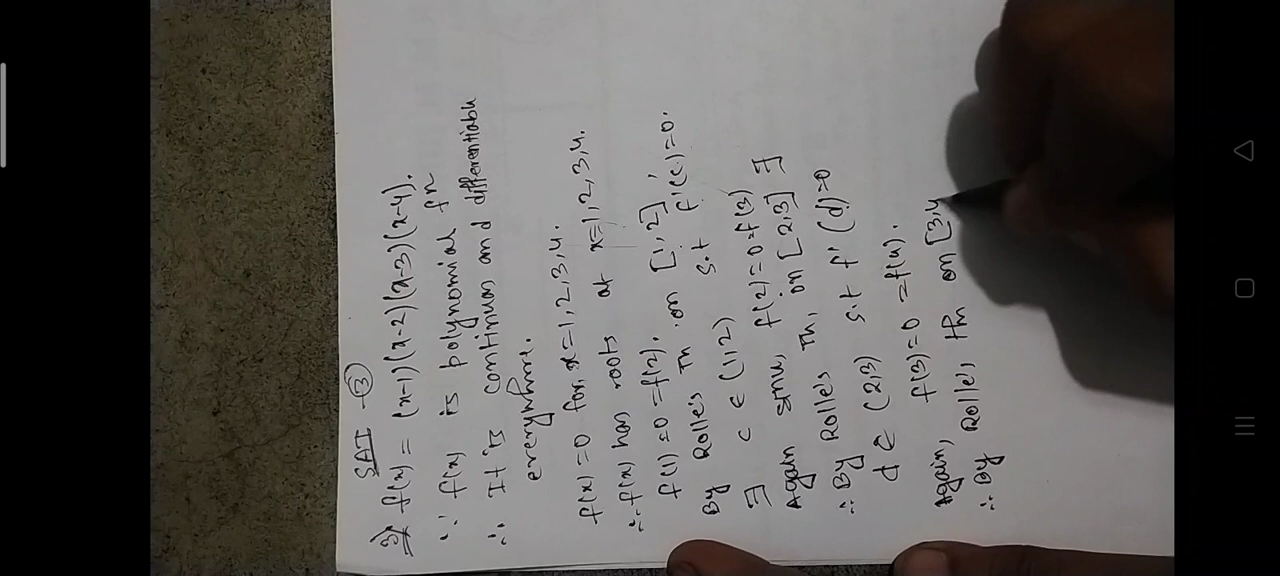 SAT - ③
3) f(x) = (x-1)(x-2)(x-3)(x-4).
∵ f(x) is polynomial fn
∴ It is continuas and differentiable
everywhere.
f(x)=0 for, x=1,2,3,4.
∴ f(x) has roots at x=1,2,3,4.
f(1)=0=f(2).
By Rolle's Th. on [1,2],
∃ c ∈ (1,2) s.t f'(c)=0.
Again f(2)=0=f(3)
∴ By Rolle's Th, on [2,3] ∃
d ∈ (2,3) s.t f'(d)=0
Again, f(3)=0=f(4).
∴ By Rolle's th on [3,4